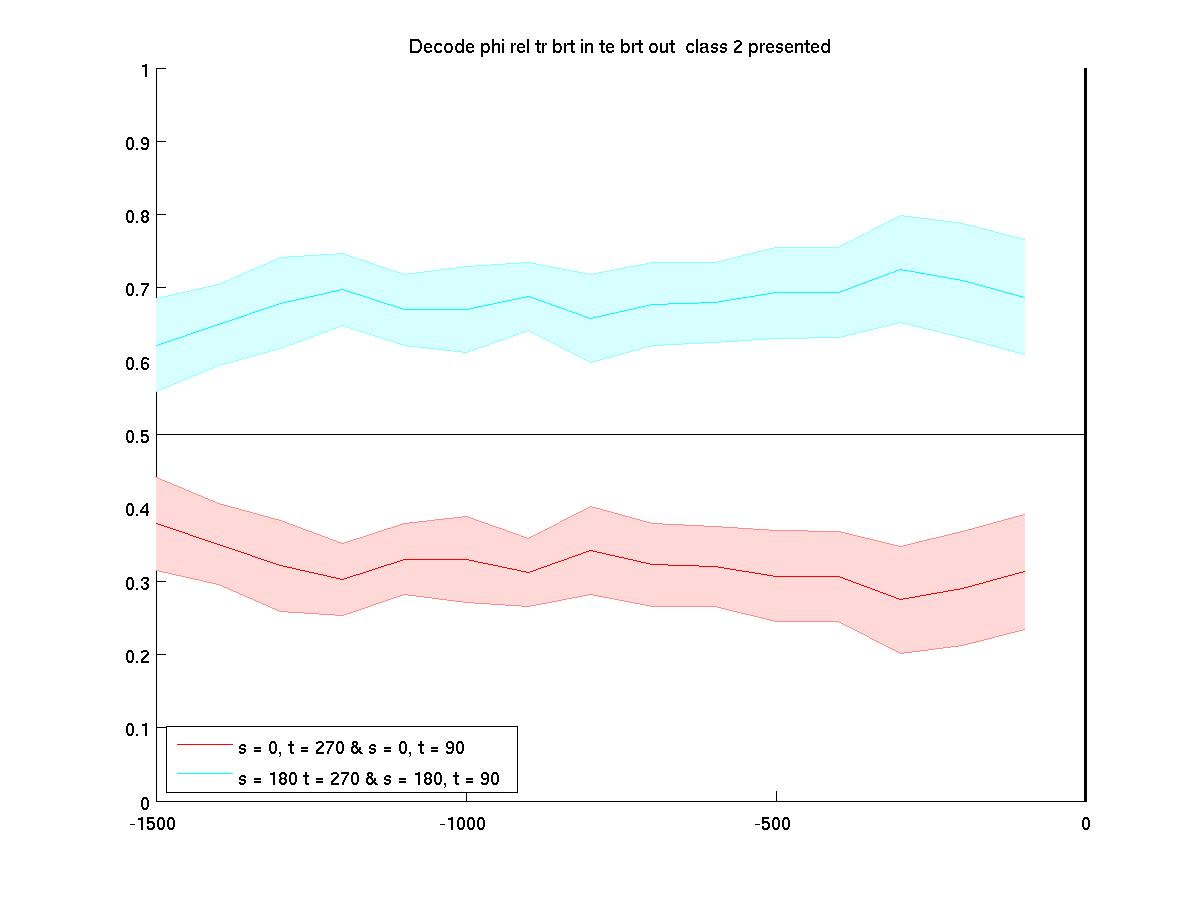 Decode phi rel tr brt in te brt out  class 2 presented
1
0.9
0.8
0.7
0.6
0.5
0.4
0.3
0.2
0.1
0
s = 0, t = 270 & s = 0, t = 90
s = 180 t = 270 & s = 180, t = 90
-1500 -1000 -500 0